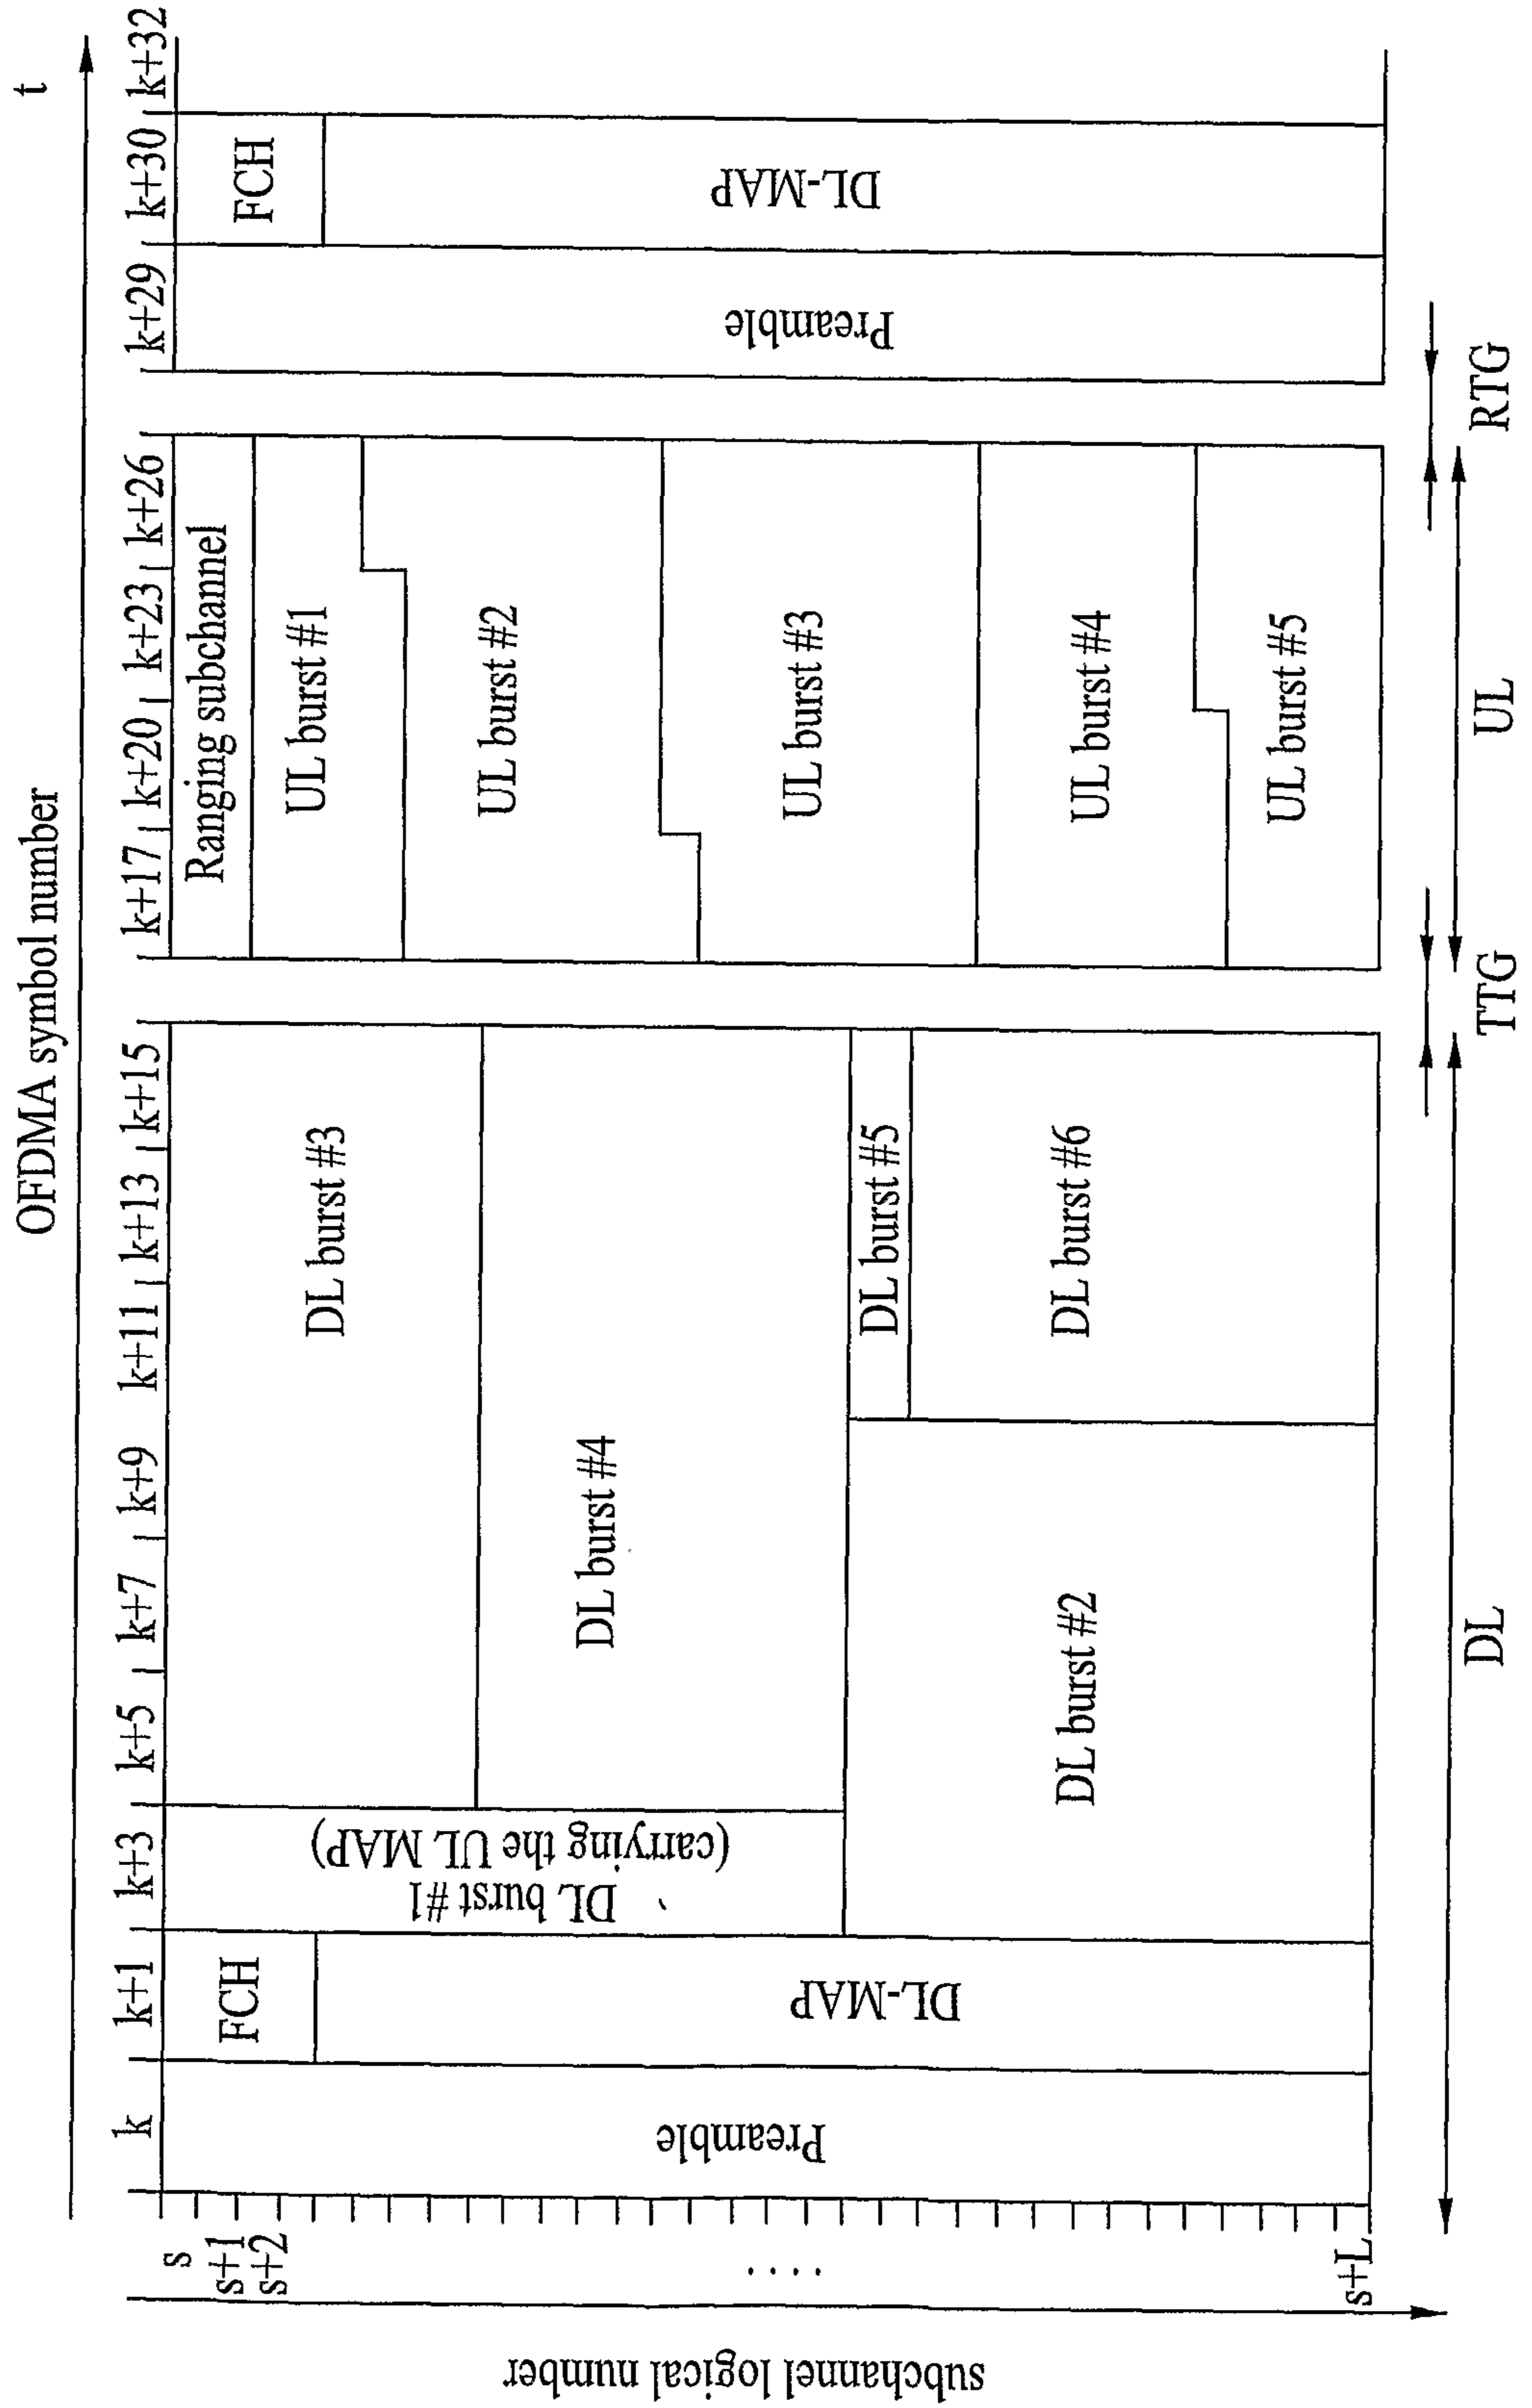 OFDMA symbol number
t
k
k+1
k+3
k+5
k+7
k+9
k+11
k+13
k+15
k+17
k+20
k+23
k+26
k+29
k+30
k+32
s
s+1
s+2
....
s+L
subchannel logical number
Preamble
FCH
DL-MAP
DL burst #1
(carrying the UL MAP)
DL burst #3
DL burst #4
DL burst #2
DL burst #5
DL burst #6
Ranging subchannel
UL burst #1
UL burst #2
UL burst #3
UL burst #4
UL burst #5
Preamble
FCH
DL-MAP
DL
TTG
UL
RTG